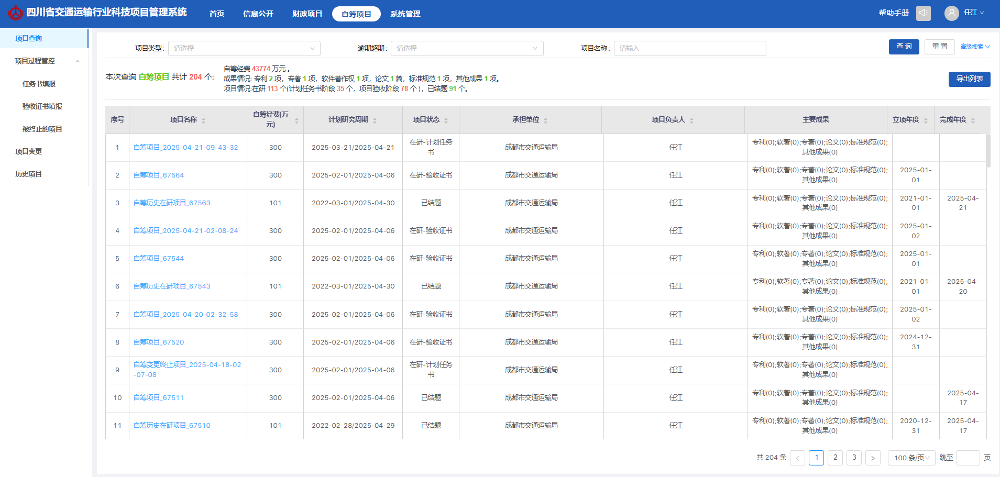 四川省交通运输行业科技项目管理系统
首页 信息公开 财政项目 自筹项目 系统管理
帮助手册 任江
项目查询
项目过程管控
任务书填报
验收证书填报
被终止的项目
项目变更
历史项目
项目类型: 请选择 逾期超期: 请选择 项目名称: 请输入 查 询 重 置 高级搜索
本次查询 自筹项目 共计 204 个:
自筹经费 43774 万元 。
成果情况: 专利 2 项，专著 1 项，软件著作权 1 项，论文 1 篇，标准规范 1 项，其他成果 1 项。
项目情况:在研 113 个(计划任务书阶段 35 个，项目验收阶段 78 个 )，已结题 91 个。
导出列表
序号 项目名称 自筹经费(万元) 计划研究周期 项目状态 承担单位 项目负责人 主要成果 立项年度 完成年度
1 自筹项目_2025-04-21-09-43-32 300 2025-03-21/2025-04-21 在研-计划任务书 成都市交通运输局 任江 专利(0);软著(0);专著(0);论文(0);标准规范(0);其他成果(0)
2 自筹项目_67564 300 2025-02-01/2025-04-06 在研-验收证书 成都市交通运输局 任江 专利(0);软著(0);专著(0);论文(0);标准规范(0);其他成果(0) 2025-01-01
3 自筹历史在研项目_67563 101 2022-03-01/2025-04-30 已结题 成都市交通运输局 任江 专利(0);软著(0);专著(0);论文(0);标准规范(0);其他成果(0) 2021-01-01 2025-04-21
4 自筹项目_2025-04-21-02-08-24 300 2025-02-01/2025-04-06 在研-验收证书 成都市交通运输局 任江 专利(0);软著(0);专著(0);论文(0);标准规范(0);其他成果(0) 2025-01-02
5 自筹项目_67544 300 2025-02-01/2025-04-06 在研-验收证书 成都市交通运输局 任江 专利(0);软著(0);专著(0);论文(0);标准规范(0);其他成果(0) 2025-01-01
6 自筹历史在研项目_67543 101 2022-03-01/2025-04-30 已结题 成都市交通运输局 任江 专利(0);软著(0);专著(0);论文(0);标准规范(0);其他成果(0) 2021-01-01 2025-04-20
7 自筹项目_2025-04-20-02-32-58 300 2025-02-01/2025-04-06 在研-验收证书 成都市交通运输局 任江 专利(0);软著(0);专著(0);论文(0);标准规范(0);其他成果(0) 2025-01-02
8 自筹项目_67520 300 2025-02-01/2025-04-06 在研-验收证书 成都市交通运输局 任江 专利(0);软著(0);专著(0);论文(0);标准规范(0);其他成果(0) 2024-12-31
9 自筹变更终止项目_2025-04-18-02-07-08 300 2025-02-01/2025-04-06 在研-计划任务书 成都市交通运输局 任江 专利(0);软著(0);专著(0);论文(0);标准规范(0);其他成果(0)
10 自筹项目_67511 300 2025-02-01/2025-04-06 已结题 成都市交通运输局 任江 专利(0);软著(0);专著(0);论文(0);标准规范(0);其他成果(0) 2025-04-17
11 自筹历史在研项目_67510 101 2022-02-28/2025-04-29 已结题 成都市交通运输局 任江 专利(0);软著(0);专著(0);论文(0);标准规范(0);其他成果(0) 2020-12-31 2025-04-17
共 204 条 < 1 2 3 > 100 条/页 跳至 页